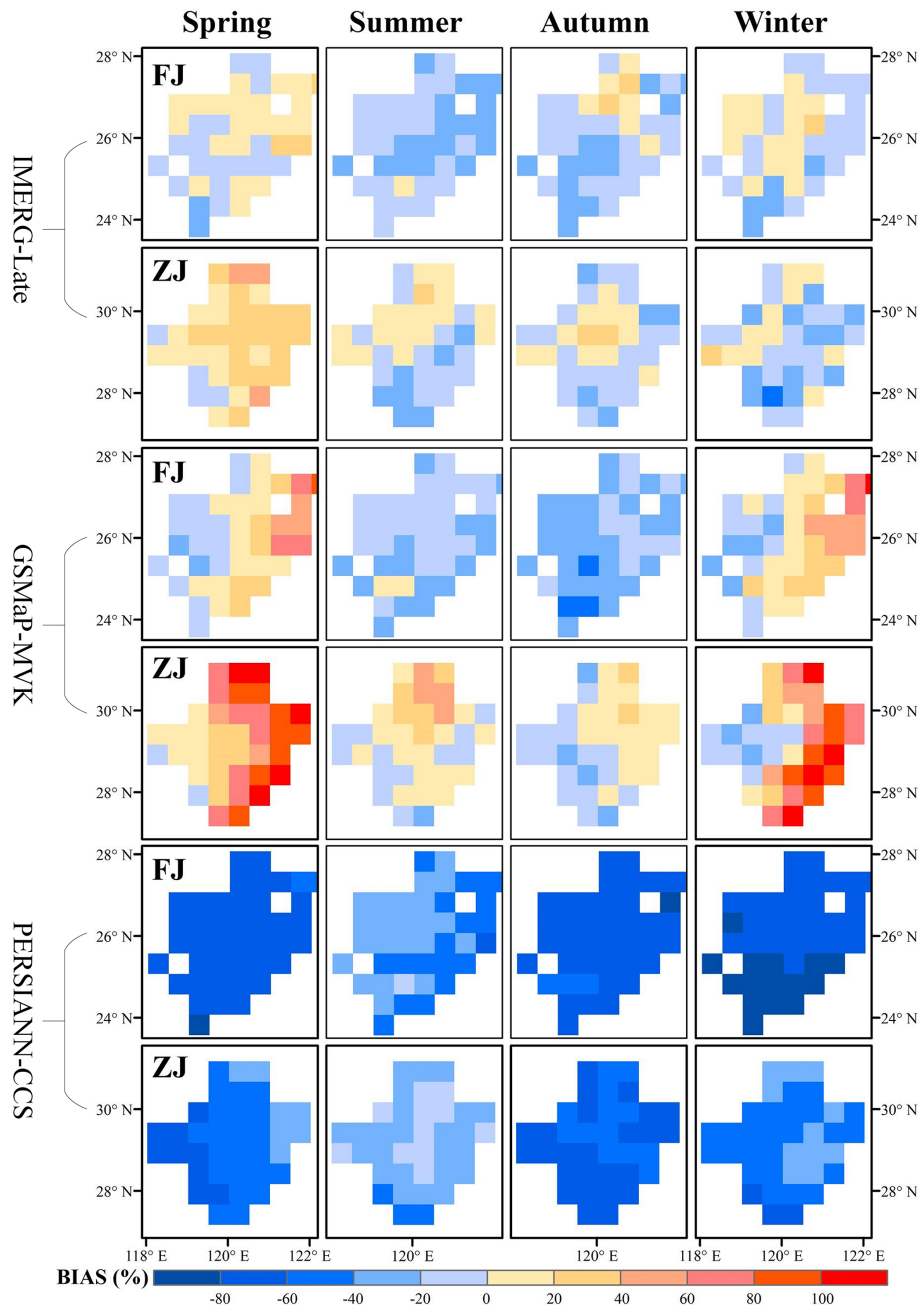 Spring Summer Autumn Winter
IMERG-Late
FJ
28° N 28° N
26° N 26° N
24° N 24° N
ZJ
30° N 30° N
28° N 28° N
GSMaP-MVK
FJ
28° N 28° N
26° N 26° N
24° N 24° N
ZJ
30° N 30° N
28° N 28° N
PERSIANN-CCS
FJ
28° N 28° N
26° N 26° N
24° N 24° N
ZJ
30° N 30° N
28° N 28° N
118° E 120° E 122° E 120° E 120° E 118° E 120° E 122° E
BIAS (%)
-80 -60 -40 -20 0 20 40 60 80 100